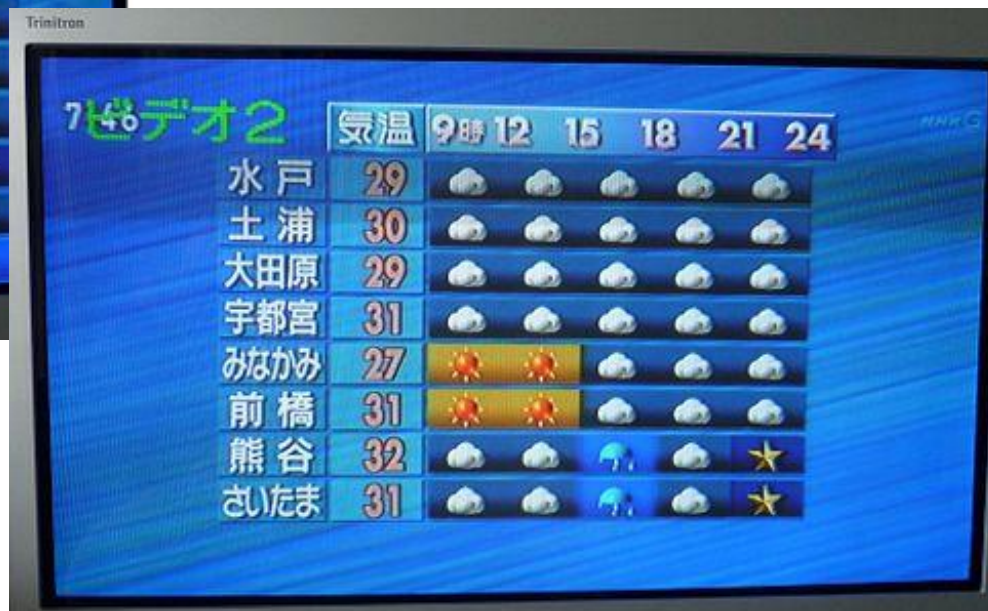 Trinitron
7:46 ビデオ2
NHK G
気温 9時 12 15 18 21 24
水戸 29
土浦 30
大田原 29
宇都宮 31
みなかみ 27
前橋 31
熊谷 32
さいたま 31